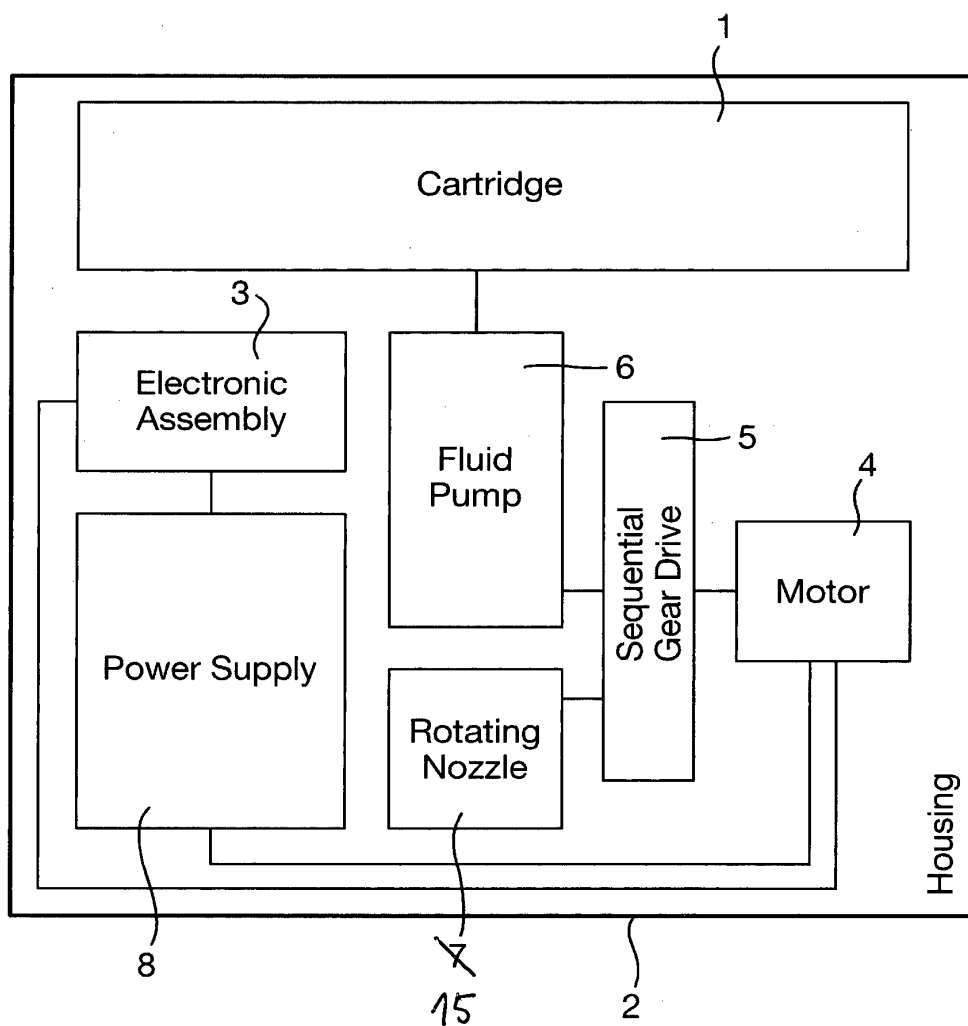 1
Cartridge
3
Electronic
Assembly
6
Fluid
Pump
5
Sequential
Gear Drive
4
Motor
Power Supply
Rotating
Nozzle
Housing
8
7
15
2